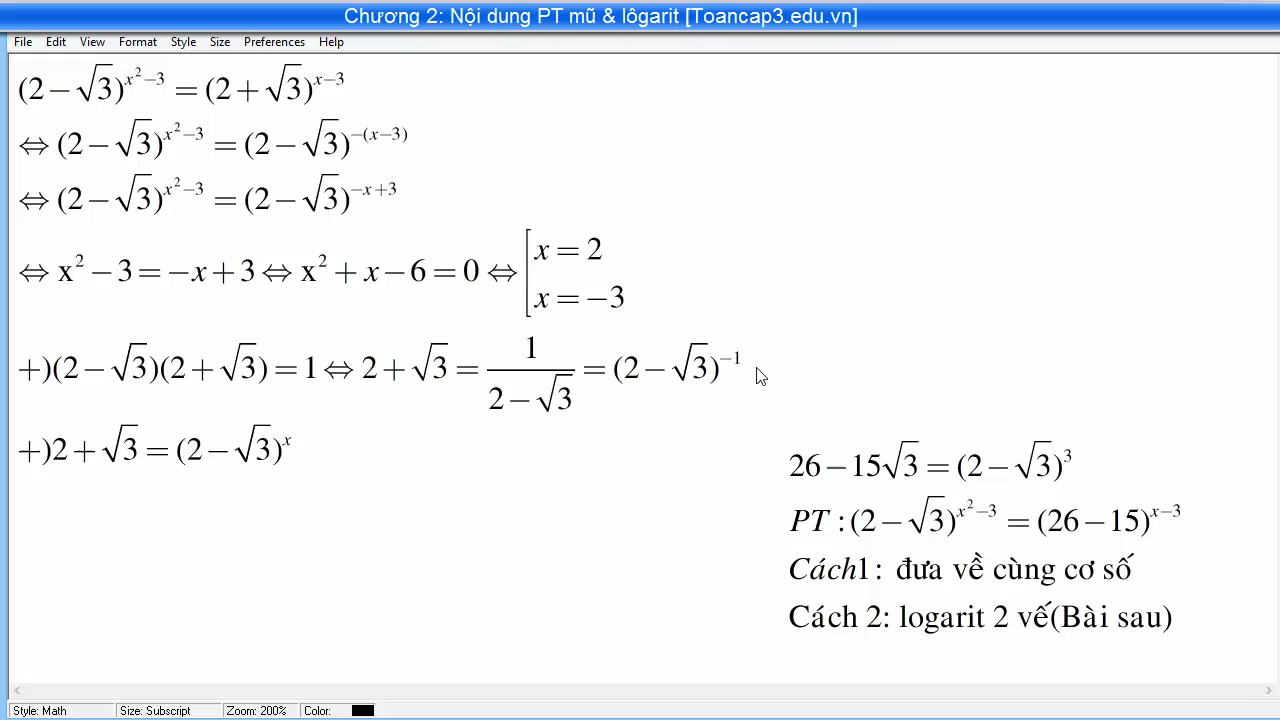 Chương 2: Nội dung PT mũ & lôgarit [Toancap3.edu.vn]
File Edit View Format Style Size Preferences Help
(2−√3)^{x²−3} = (2+√3)^{x−3}
⇔ (2−√3)^{x²−3} = (2−√3)^{−(x−3)}
⇔ (2−√3)^{x²−3} = (2−√3)^{−x+3}
⇔ x² − 3 = −x + 3 ⇔ x² + x − 6 = 0 ⇔ [ x = 2
x = −3
+)(2−√3)(2+√3) = 1 ⇔ 2+√3 = 1/(2−√3) = (2−√3)^{−1}
+)2+√3 = (2−√3)^x
26−15√3 = (2−√3)³
PT : (2−√3)^{x²−3} = (26−15)^{x−3}
Cách1: đưa về cùng cơ số
Cách 2: logarit 2 vế(Bài sau)
Style: Math Size: Subscript Zoom: 200% Color: